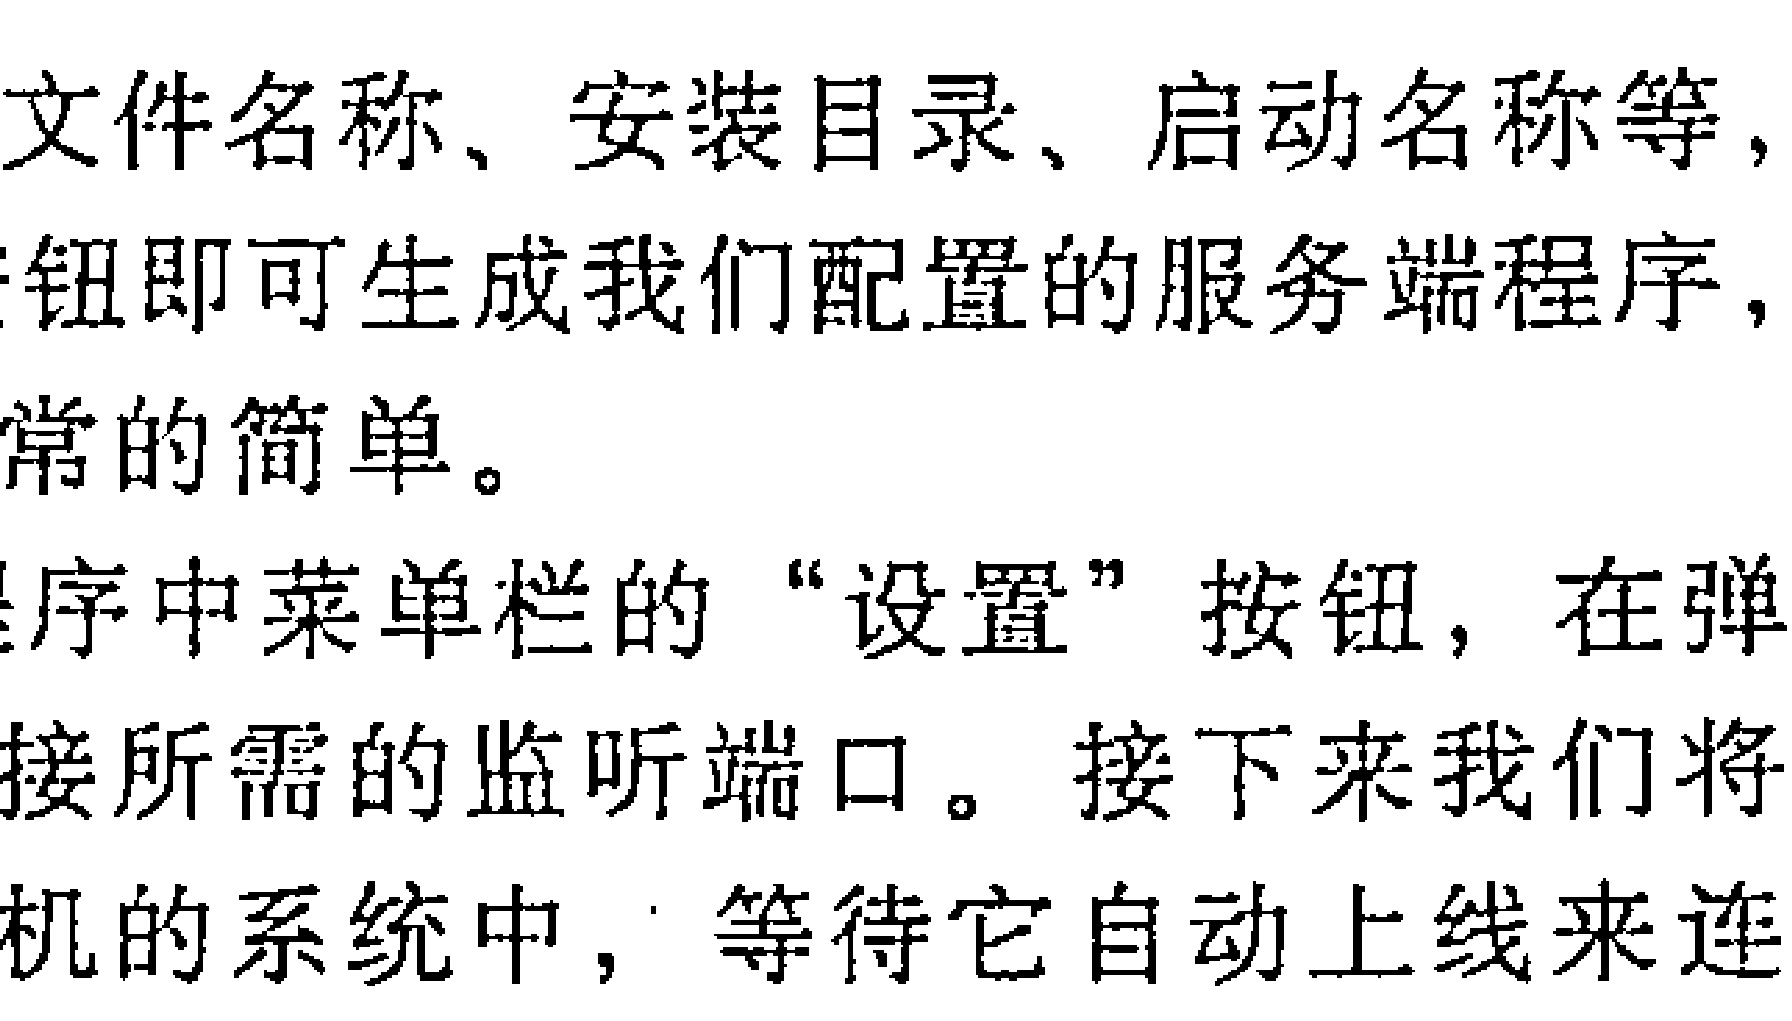 文件名称、安装目录、启动名称等，
钮即可生成我们配置的服务端程序，
常的简单。
序中菜单栏的“设置”按钮，在弹
接所需的监听端口。接下来我们将
机的系统中，等待它自动上线来连